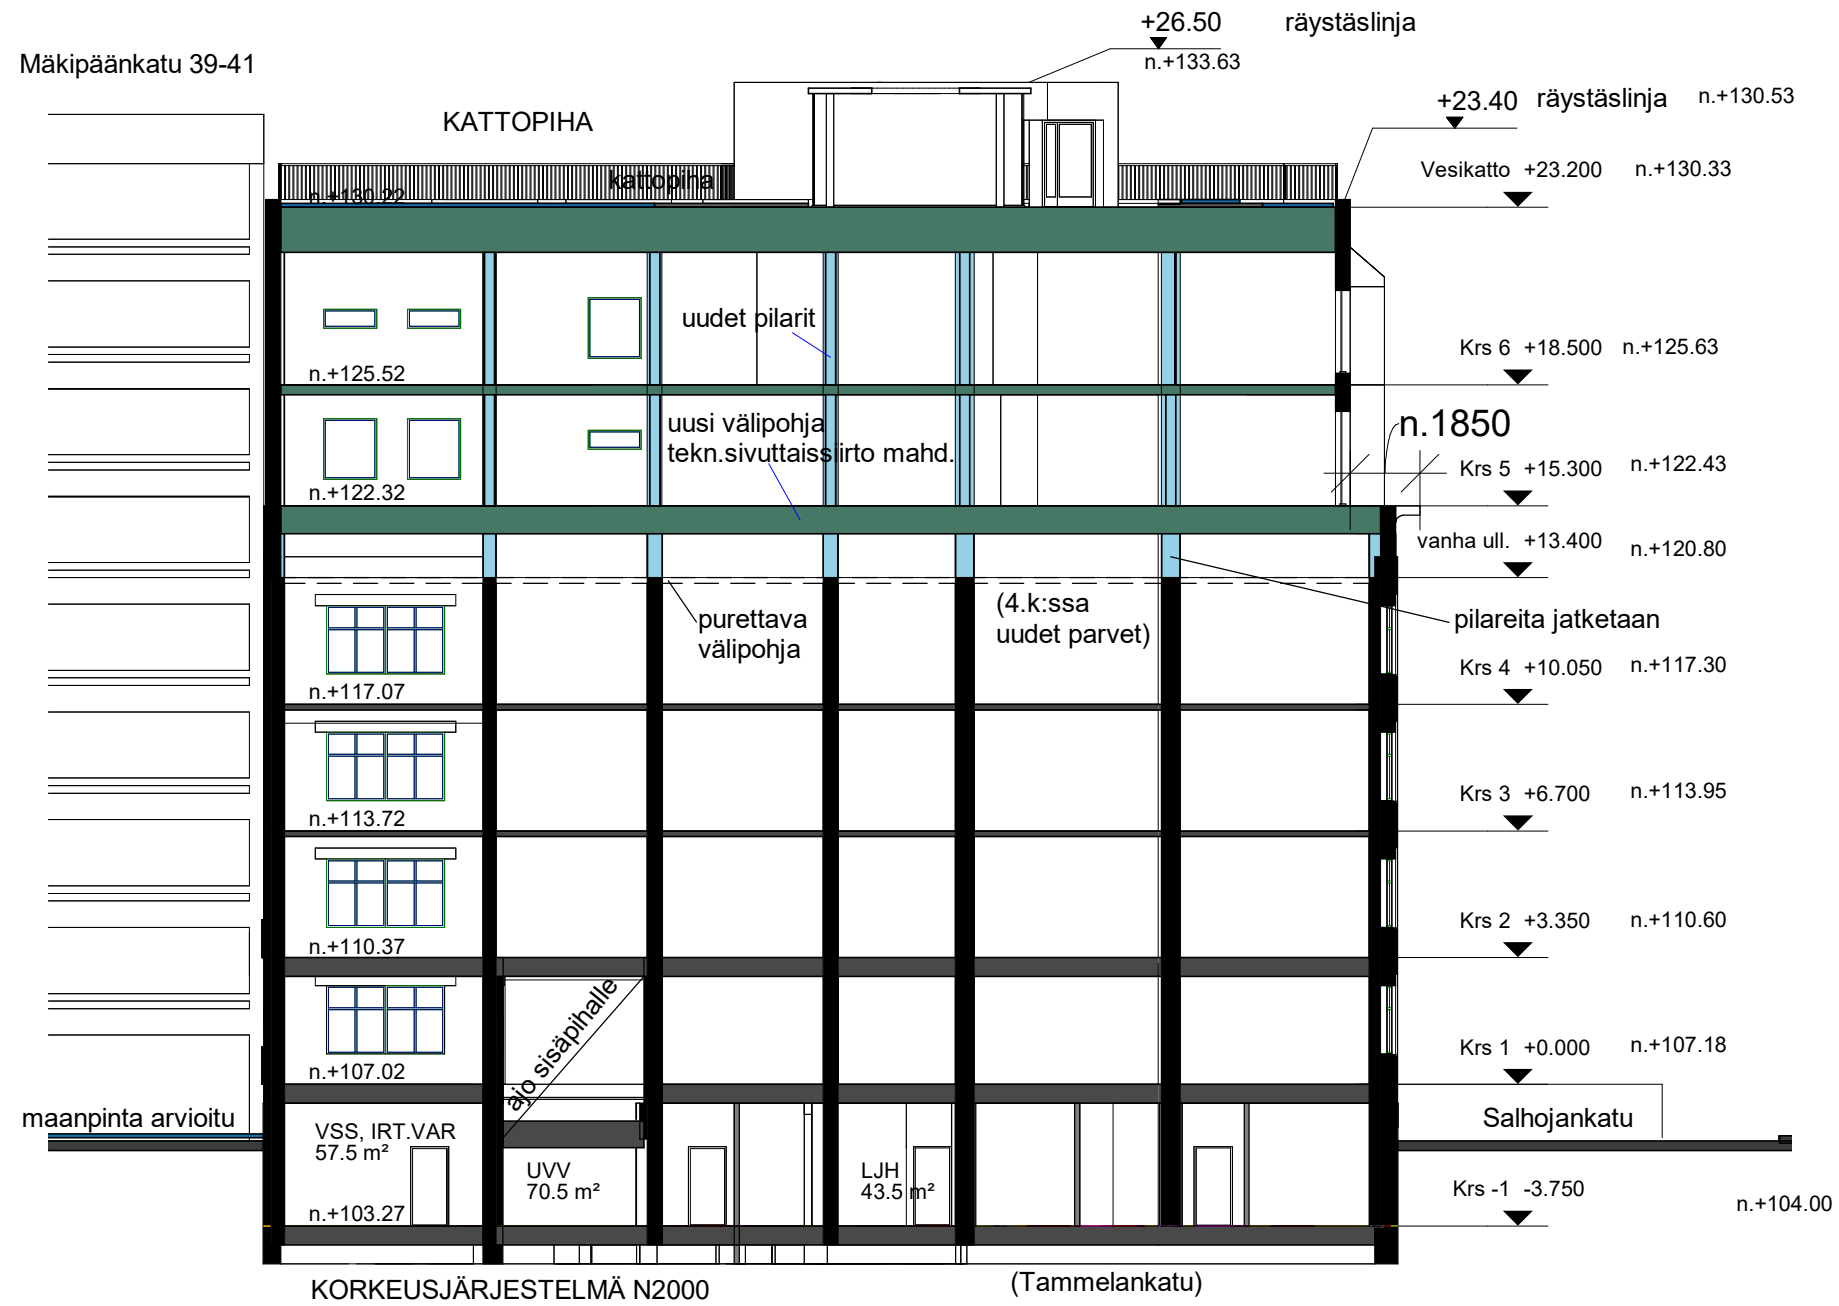 +26.50 räystäslinja
n.+133.63
Mäkipäänkatu 39-41
+23.40 räystäslinja n.+130.53
KATTOPIHA
Vesikatto +23.200 n.+130.33
kattopiha
n.+130.22
uudet pilarit
Krs 6 +18.500 n.+125.63
n.+125.52
uusi välipohja
tekn.sivuttaissiirto mahd.
n.1850
Krs 5 +15.300 n.+122.43
n.+122.32
vanha ull. +13.400 n.+120.80
(4.k:ssa
uudet parvet)
purettava
välipohja
pilareita jatketaan
Krs 4 +10.050 n.+117.30
n.+117.07
Krs 3 +6.700 n.+113.95
n.+113.72
Krs 2 +3.350 n.+110.60
n.+110.37
ajo sisäpihalle
Krs 1 +0.000 n.+107.18
n.+107.02
maanpinta arvioitu
Salhojankatu
VSS, IRT.VAR
57.5 m²
UVV
70.5 m²
LJH
43.5 m²
Krs -1 -3.750 n.+104.00
n.+103.27
KORKEUSJÄRJESTELMÄ N2000
(Tammelankatu)